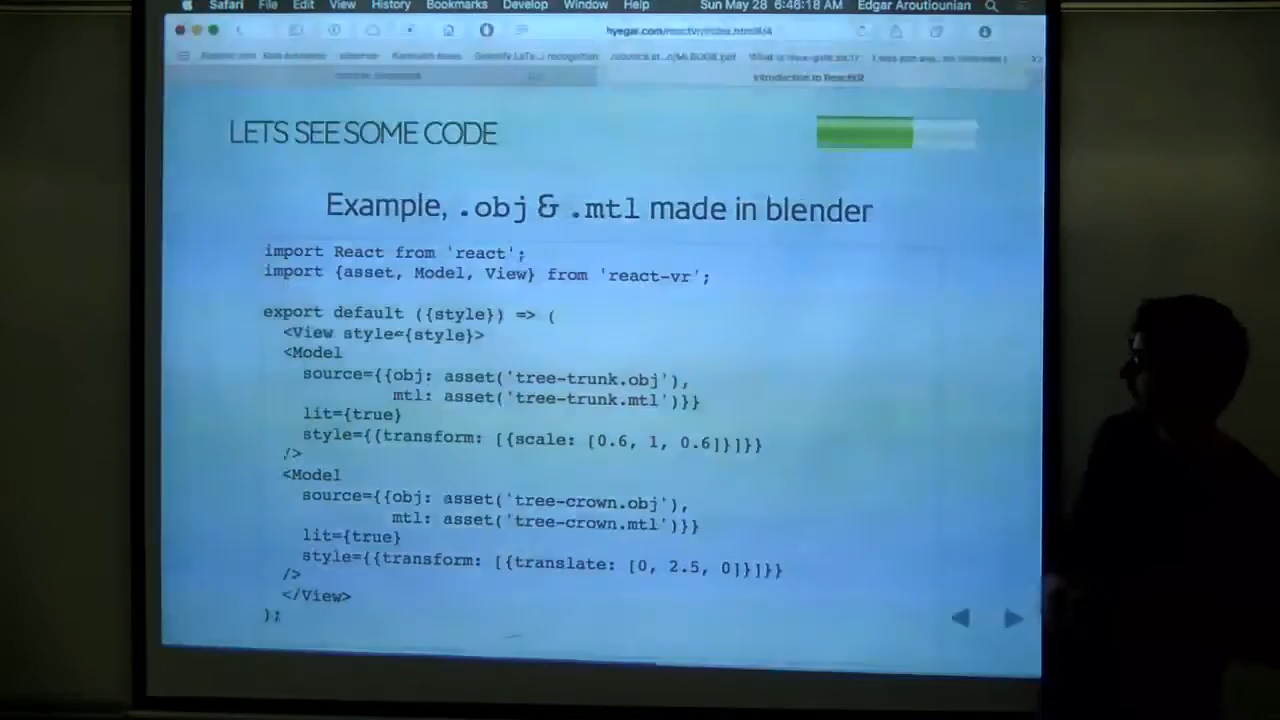 Safari File Edit View History Bookmarks Develop Window Help Sun May 28 6:46:18 AM Edgar Aroutiounian
Introduction to ReactVR
LETS SEE SOME CODE
Example, .obj & .mtl made in blender
import React from 'react';
import {asset, Model, View} from 'react-vr';
export default ({style}) => (
<View style={style}>
<Model
source={{obj: asset('tree-trunk.obj'),
mtl: asset('tree-trunk.mtl')}}
lit={true}
style={{transform: [{scale: [0.6, 1, 0.6]}]}}
/>
<Model
source={{obj: asset('tree-crown.obj'),
mtl: asset('tree-crown.mtl')}}
lit={true}
style={{transform: [{translate: [0, 2.5, 0]}]}}
/>
</View>
);